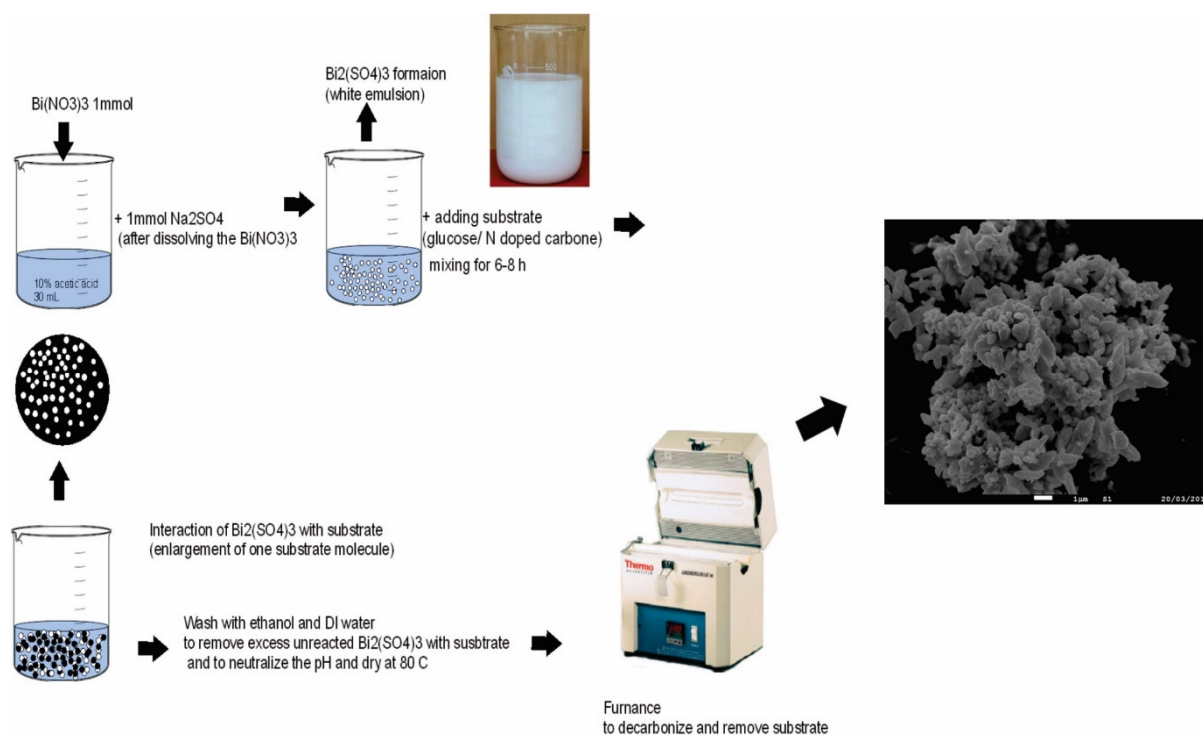 Bi(NO3)3 1mmol
10% acetic acid
30 mL
+ 1mmol Na2SO4
(after dissolving the Bi(NO3)3
Bi2(SO4)3 formaion
(white emulsion)
500
+ adding substrate
(glucose/ N doped carbone)
mixing for 6-8 h
Interaction of Bi2(SO4)3 with substrate
(enlargement of one substrate molecule)
Wash with ethanol and DI water
to remove excess unreacted Bi2(SO4)3 with susbtrate
and to neutralize the pH and dry at 80 C
Thermo
SCIENTIFIC
Furnance
to decarbonize and remove substrate
1µm S1 20/03/201